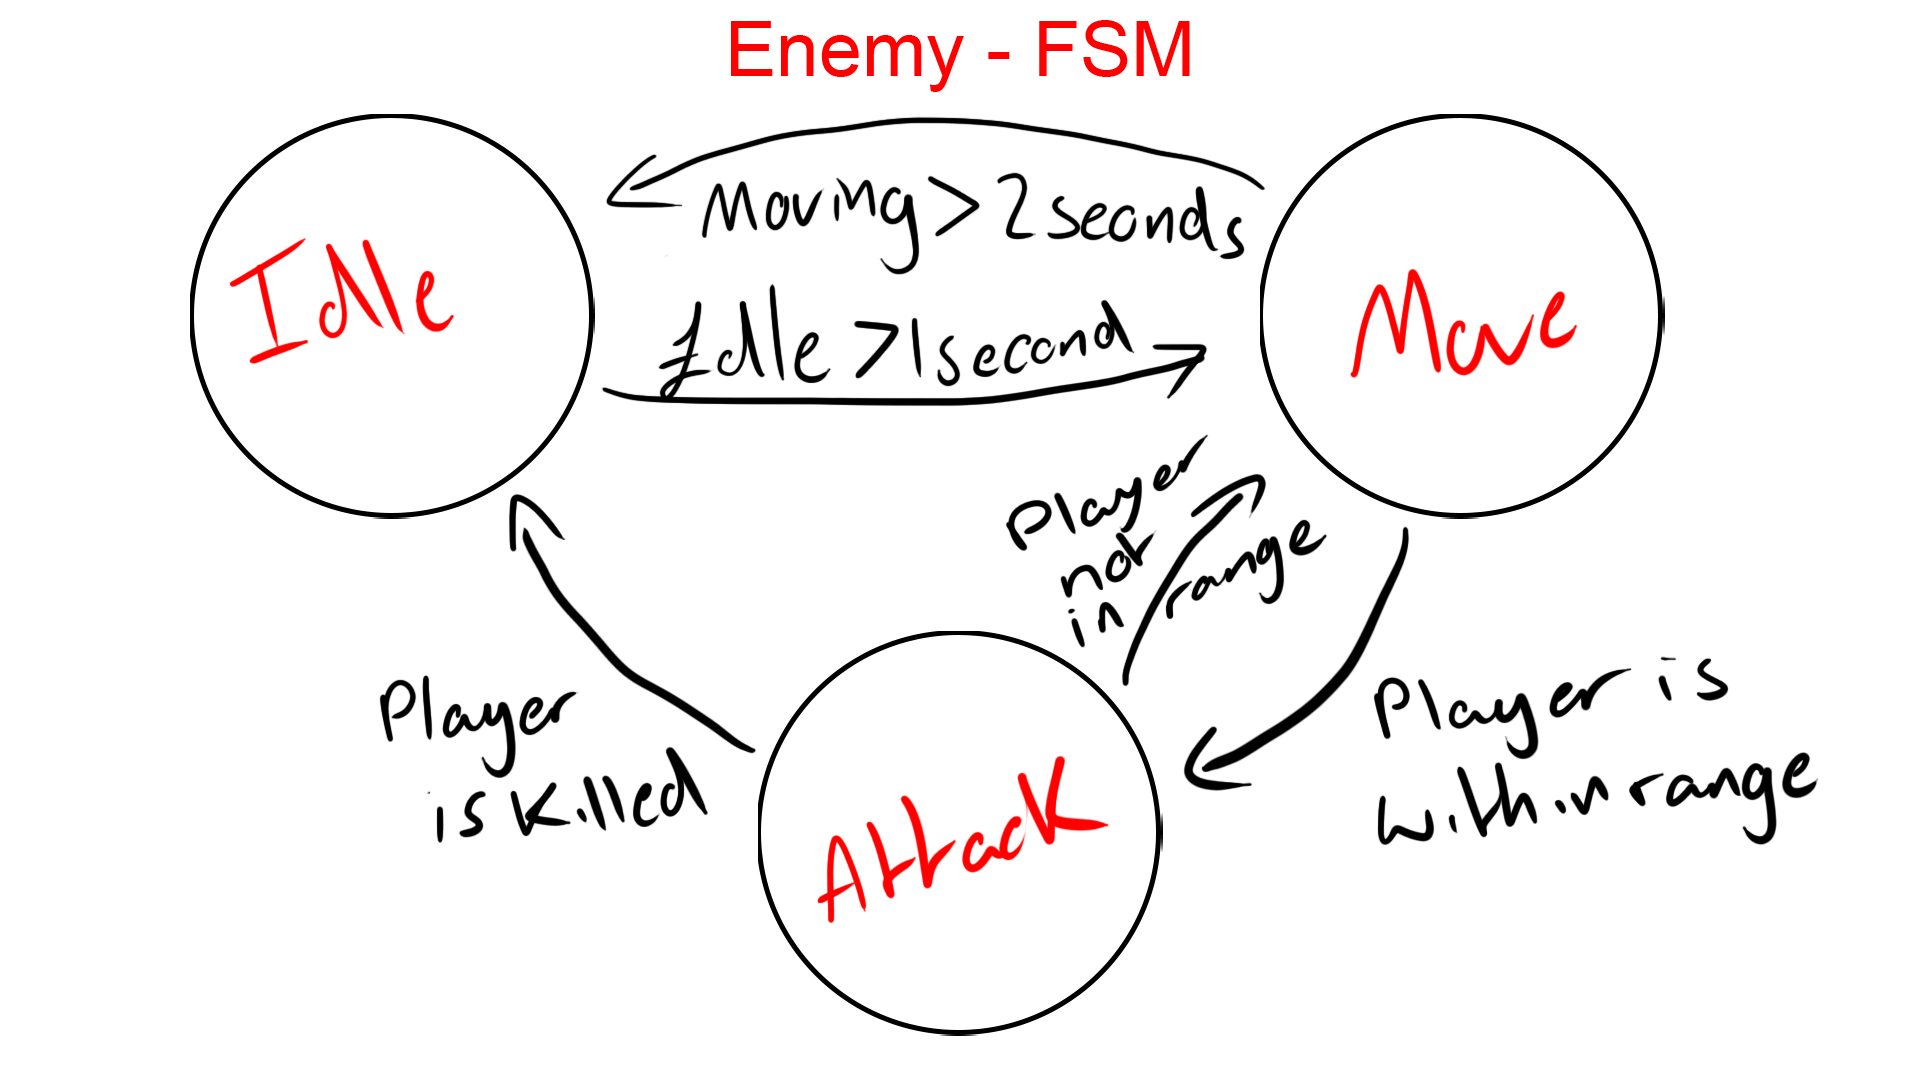 Enemy - FSM
Moving > 2 seconds
Idle
Idle > 1 second
Move
Player
not
in range
Player
is killed
Player is
within range
Attack